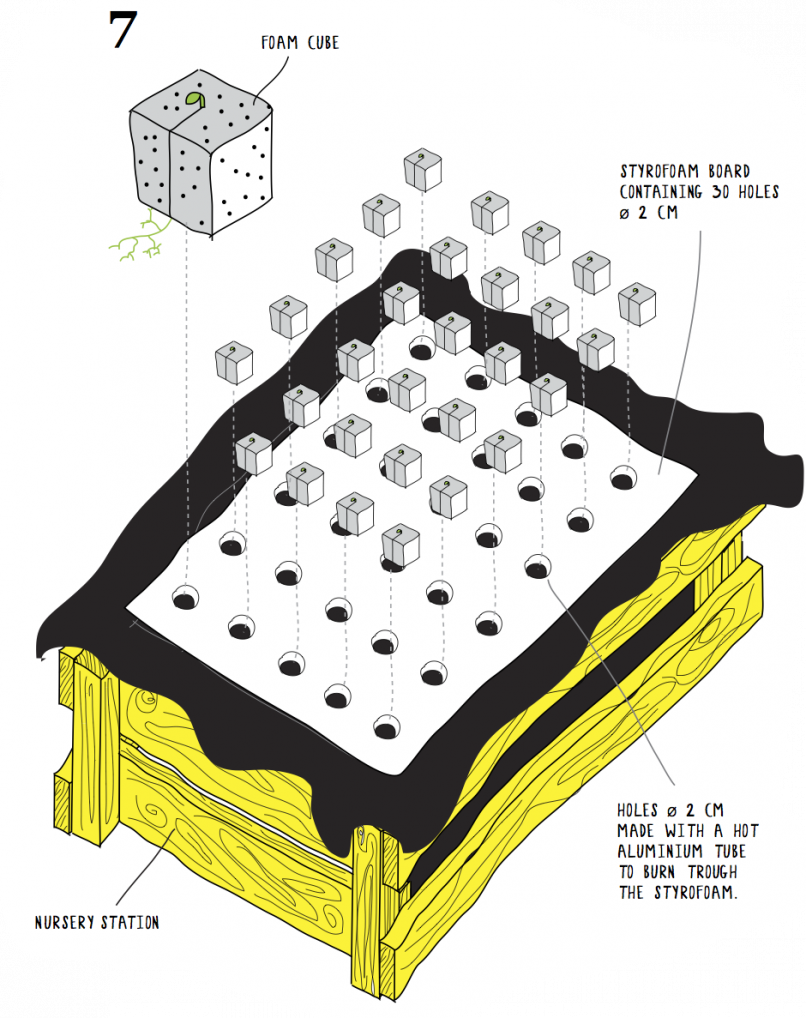 7
FOAM CUBE
STYROFOAM BOARD
CONTAINING 30 HOLES
ø 2 CM
HOLES ø 2 CM
MADE WITH A HOT
ALUMINIUM TUBE
TO BURN TROUGH
THE STYROFOAM.
NURSERY STATION